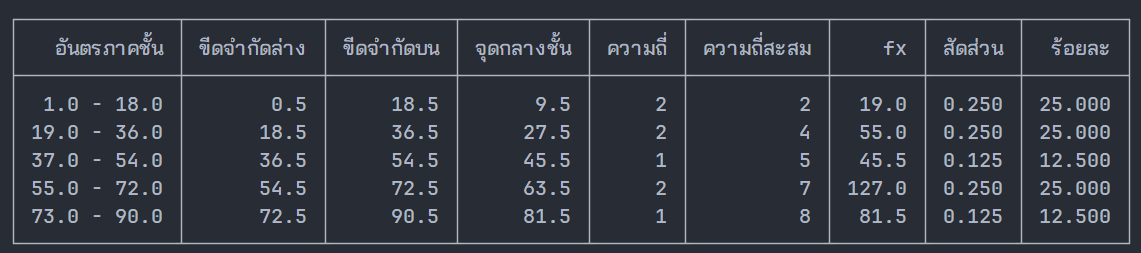 อันตรภาคชั้น ขีดจำกัดล่าง ขีดจำกัดบน จุดกลางชั้น ความถี่ ความถี่สะสม fx สัดส่วน ร้อยละ
1.0 - 18.0 0.5 18.5 9.5 2 2 19.0 0.250 25.000
19.0 - 36.0 18.5 36.5 27.5 2 4 55.0 0.250 25.000
37.0 - 54.0 36.5 54.5 45.5 1 5 45.5 0.125 12.500
55.0 - 72.0 54.5 72.5 63.5 2 7 127.0 0.250 25.000
73.0 - 90.0 72.5 90.5 81.5 1 8 81.5 0.125 12.500